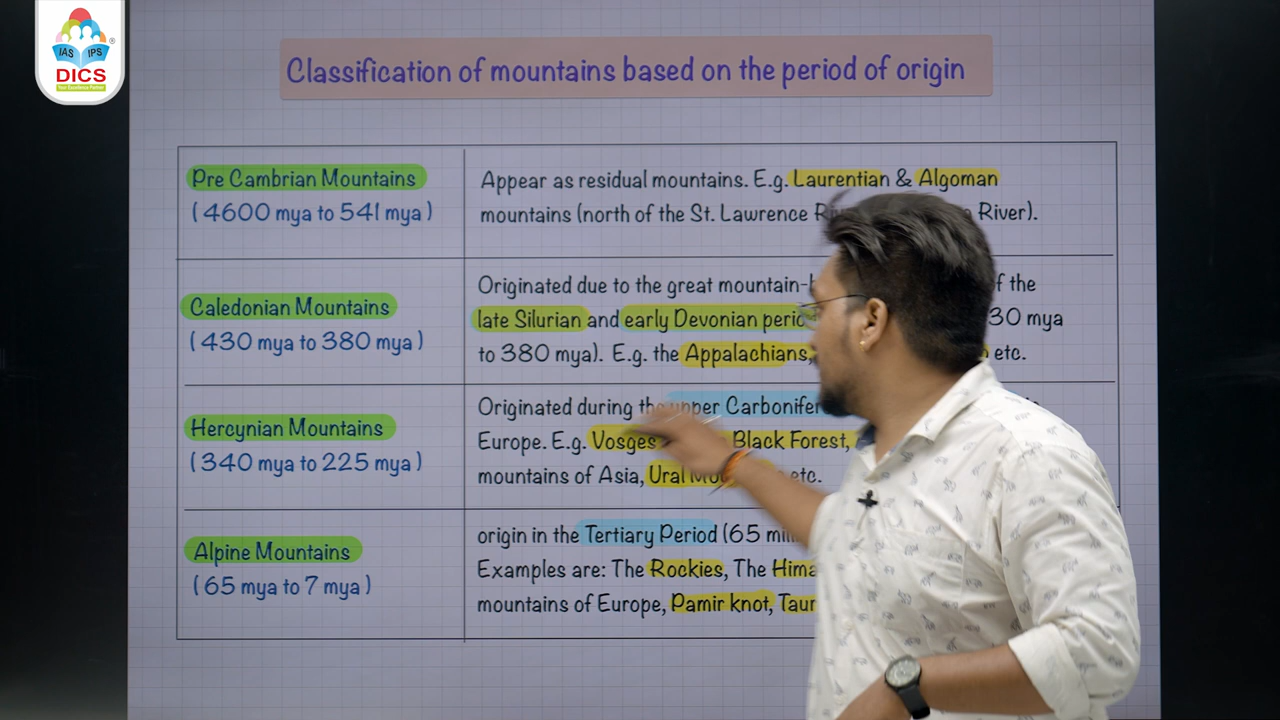 IAS IPS
DICS
Your Excellence Partner
Classification of mountains based on the period of origin
Pre Cambrian Mountains
(4600 mya to 541 mya)
Appear as residual mountains. E.g. Laurentian & Algoman
mountains (north of the St. Lawrence River).
Caledonian Mountains
(430 mya to 380 mya)
Originated due to the great mountain- of the
late Silurian and early Devonian 30 mya
to 380 mya). E.g. the Appalachians, etc.
Hercynian Mountains
(340 mya to 225 mya)
Originated during the upper
Europe. E.g. Vosges Black Forest,
mountains of Asia, Ural etc.
Alpine Mountains
(65 mya to 7 mya)
origin in the Tertiary Period (65
Examples are: The Rockies, The
mountains of Europe, Pamir knot,